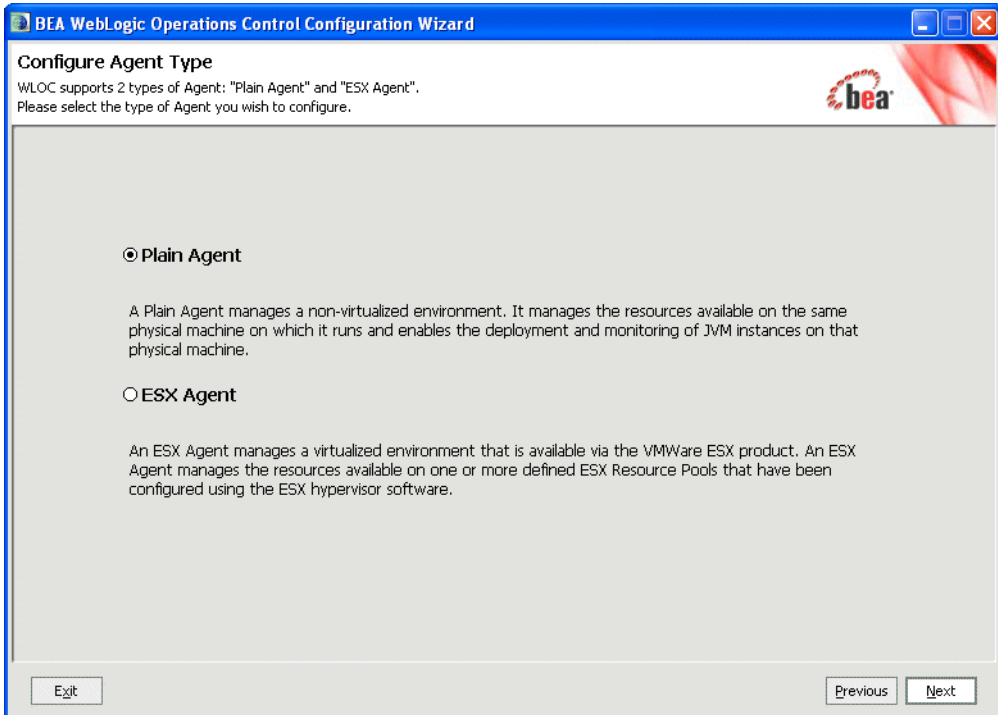 BEA WebLogic Operations Control Configuration Wizard
Configure Agent Type
WLOC supports 2 types of Agent: "Plain Agent" and "ESX Agent".
Please select the type of Agent you wish to configure.
bea
Plain Agent
A Plain Agent manages a non-virtualized environment. It manages the resources available on the same
physical machine on which it runs and enables the deployment and monitoring of JVM instances on that
physical machine.
ESX Agent
An ESX Agent manages a virtualized environment that is available via the VMWare ESX product. An ESX
Agent manages the resources available on one or more defined ESX Resource Pools that have been
configured using the ESX hypervisor software.
Exit
Previous
Next